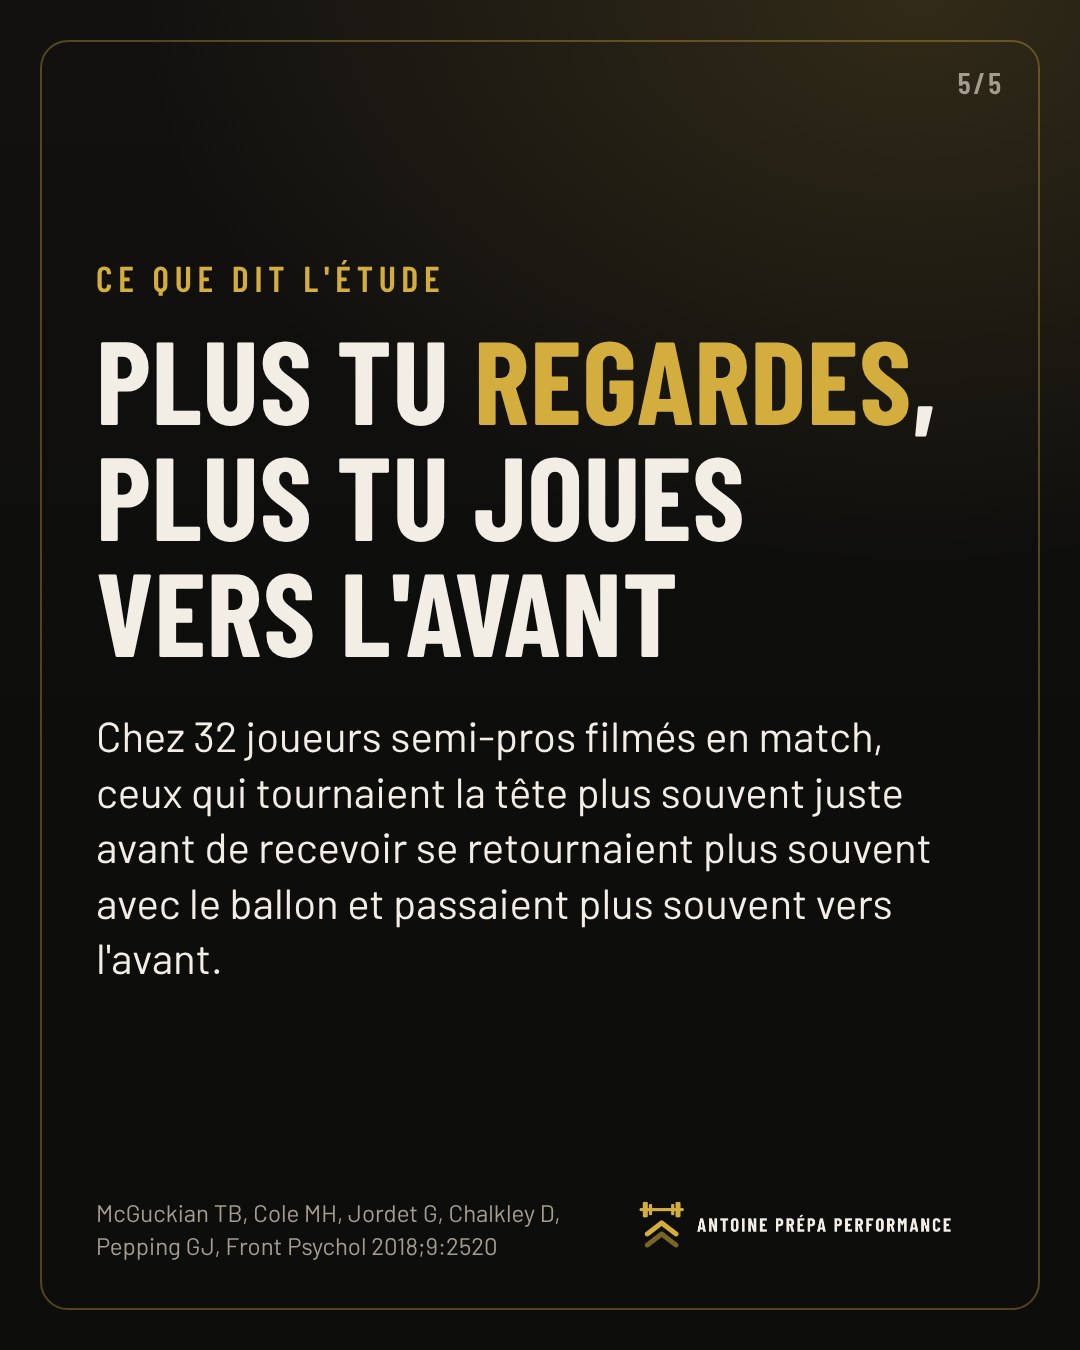 5/5
CE QUE DIT L'ÉTUDE
PLUS TU REGARDES,
PLUS TU JOUES
VERS L'AVANT
Chez 32 joueurs semi-pros filmés en match,
ceux qui tournaient la tête plus souvent juste
avant de recevoir se retournaient plus souvent
avec le ballon et passaient plus souvent vers
l'avant.
McGuckian TB, Cole MH, Jordet G, Chalkley D,
Pepping GJ, Front Psychol 2018;9:2520
ANTOINE PRÉPA PERFORMANCE